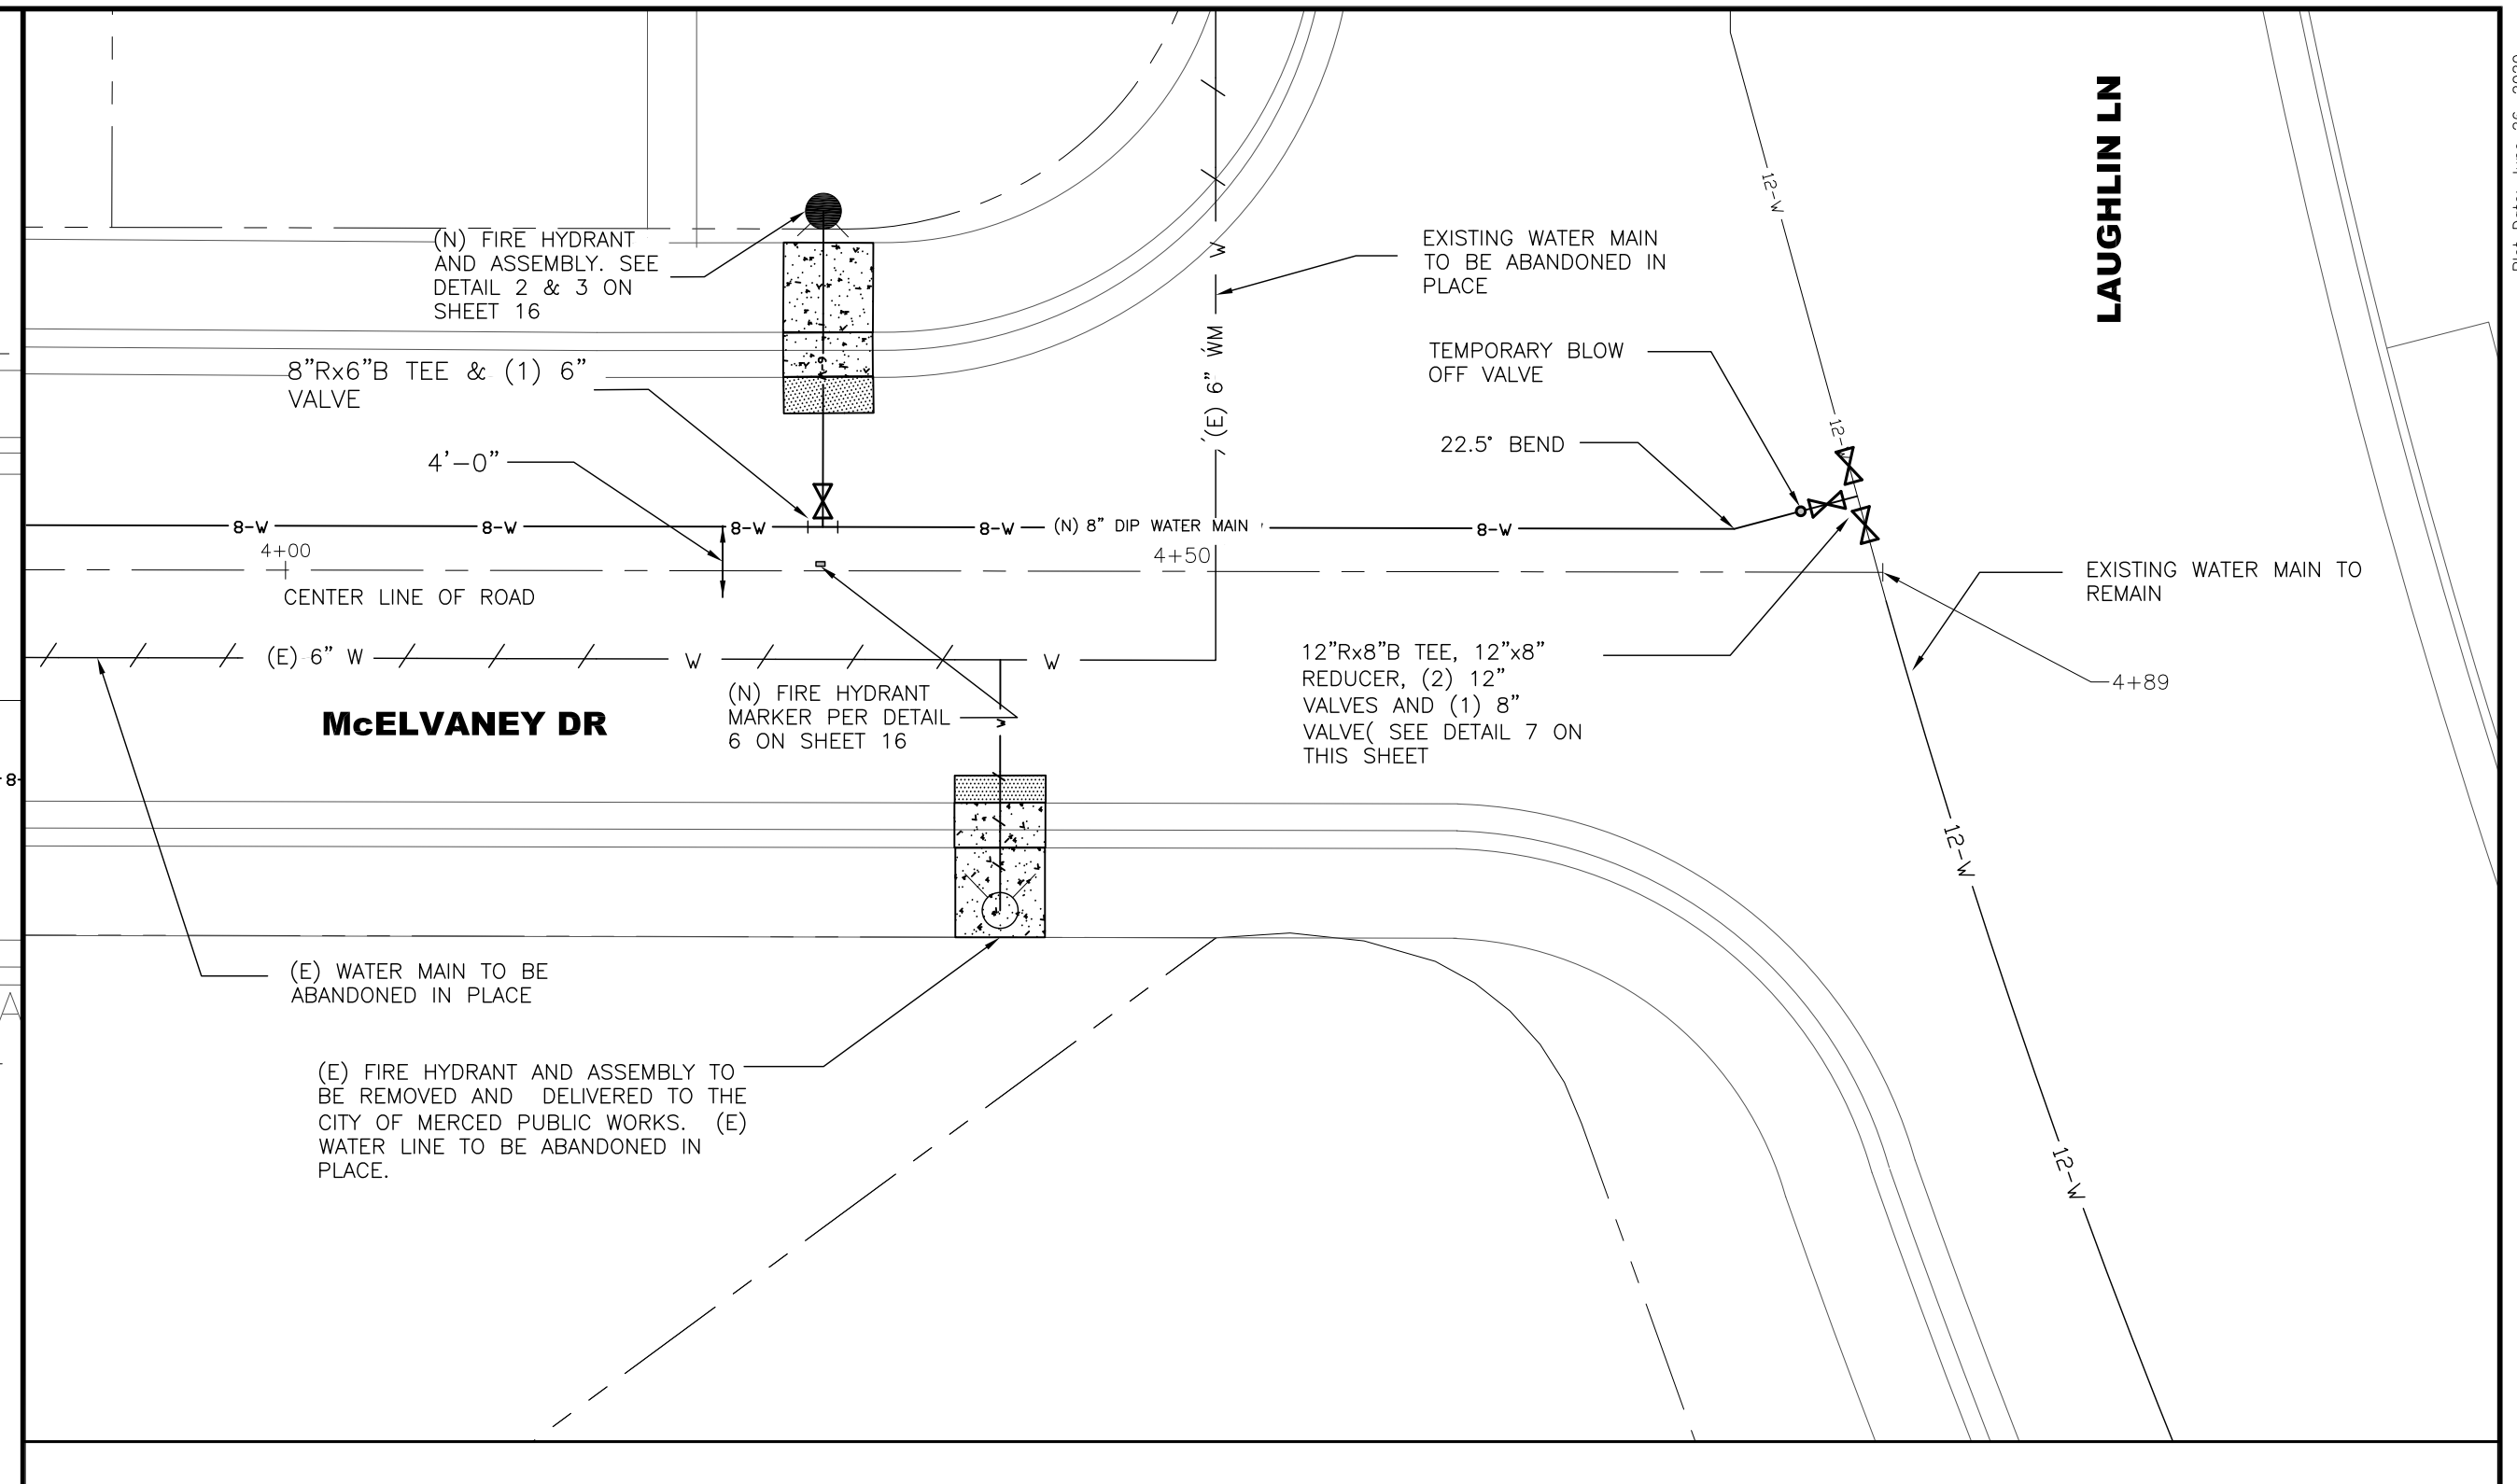 LAUGHLIN LN
12-W
(N) FIRE HYDRANT
AND ASSEMBLY. SEE
DETAIL 2 & 3 ON
SHEET 16
W
EXISTING WATER MAIN
TO BE ABANDONED IN
PLACE
(E) 6" WM
8"Rx6"B TEE & (1) 6"
VALVE
TEMPORARY BLOW
OFF VALVE
22.5° BEND
4'-0"
8-W
8-W
8-W
8-W
(N) 8" DIP WATER MAIN
8-W
4+00
4+50
CENTER LINE OF ROAD
EXISTING WATER MAIN TO
REMAIN
(E) 6" W
W
W
12"Rx8"B TEE, 12"x8"
REDUCER, (2) 12"
VALVES AND (1) 8"
VALVE( SEE DETAIL 7 ON
THIS SHEET
4+89
(N) FIRE HYDRANT
MARKER PER DETAIL
6 ON SHEET 16
McELVANEY DR
12-W
(E) WATER MAIN TO BE
ABANDONED IN PLACE
(E) FIRE HYDRANT AND ASSEMBLY TO
BE REMOVED AND DELIVERED TO THE
CITY OF MERCED PUBLIC WORKS. (E)
WATER LINE TO BE ABANDONED IN
PLACE.
12-W